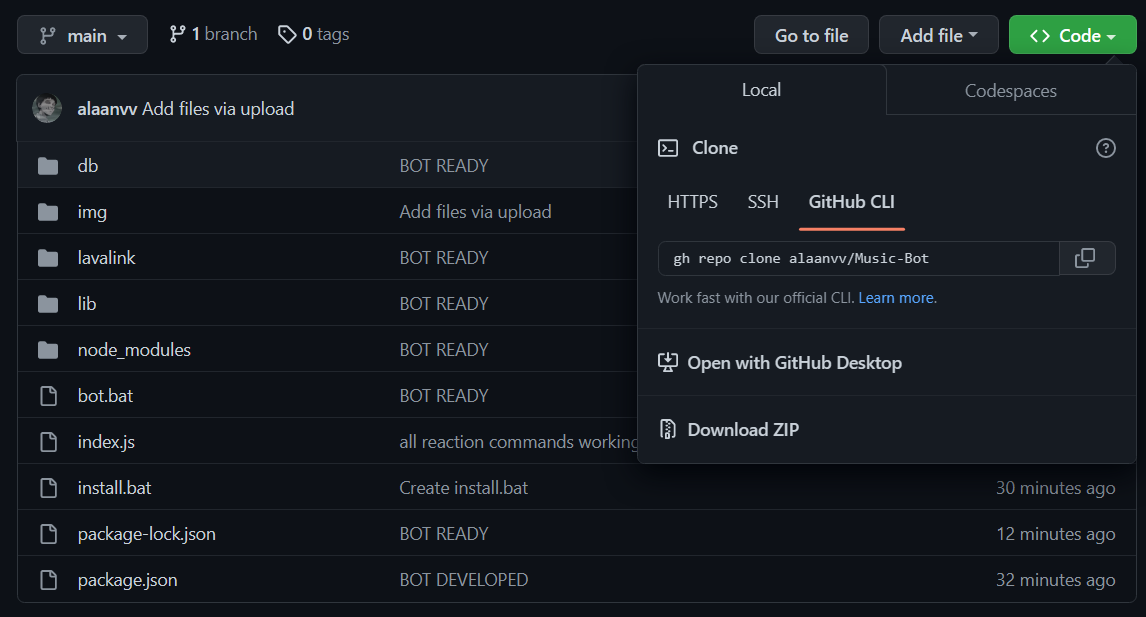 main 1 branch 0 tags Go to file Add file Code
alaanvv Add files via upload
Local Codespaces
Clone
HTTPS SSH GitHub CLI
gh repo clone alaanvv/Music-Bot
Work fast with our official CLI. Learn more.
Open with GitHub Desktop
Download ZIP
db BOT READY
img Add files via upload
lavalink BOT READY
lib BOT READY
node_modules BOT READY
bot.bat BOT READY
index.js all reaction commands working
install.bat Create install.bat 30 minutes ago
package-lock.json BOT READY 12 minutes ago
package.json BOT DEVELOPED 32 minutes ago